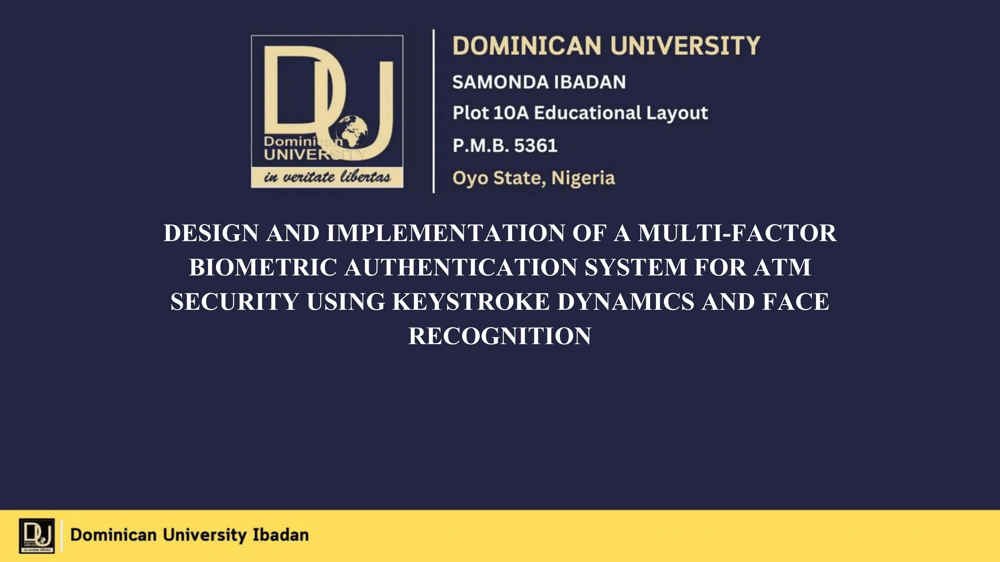 Dominican
UNIVERSITY
in veritate libertas
DOMINICAN UNIVERSITY
SAMONDA IBADAN
Plot 10A Educational Layout
P.M.B. 5361
Oyo State, Nigeria
DESIGN AND IMPLEMENTATION OF A MULTI-FACTOR
BIOMETRIC AUTHENTICATION SYSTEM FOR ATM
SECURITY USING KEYSTROKE DYNAMICS AND FACE
RECOGNITION
Dominican University Ibadan